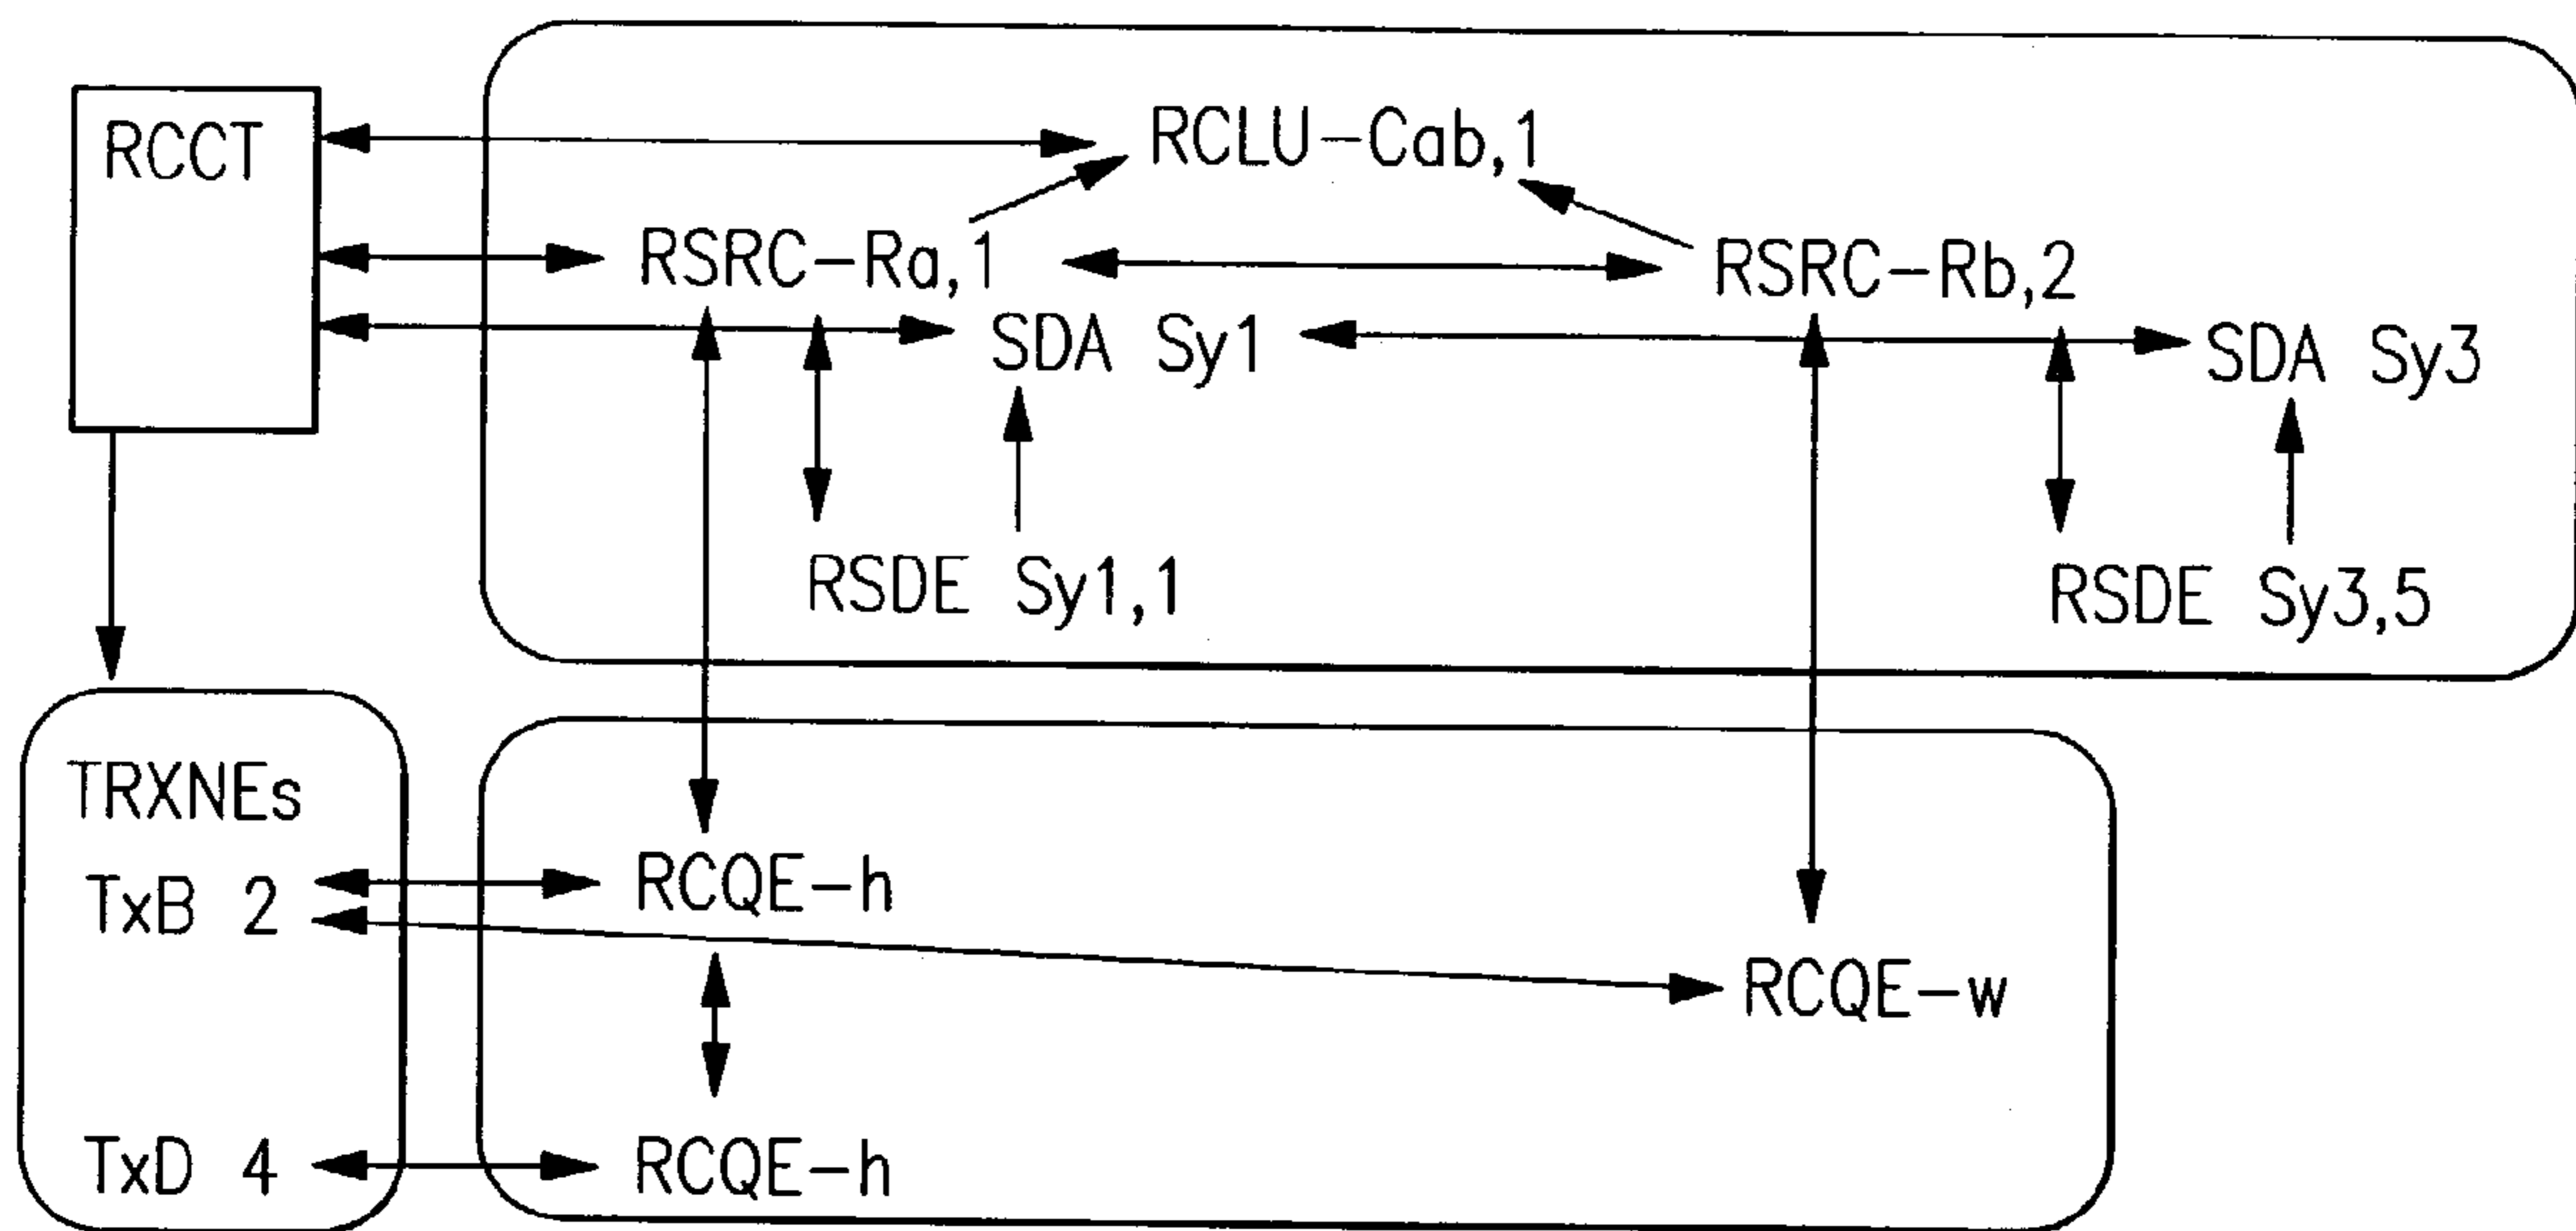 RCCT
RCLU-Cab,1
RSRC-Ra,1
RSRC-Rb,2
SDA Sy1
SDA Sy3
RSDE Sy1,1
RSDE Sy3,5
TRXNEs
TxB 2
RCQE-h
RCQE-w
TxD 4
RCQE-h